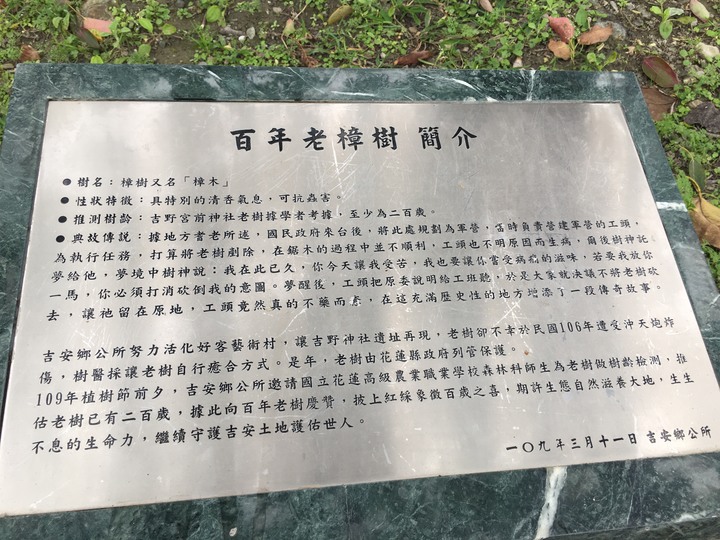 百年老樟樹 簡介
● 樹名：樟樹又名「樟木」
● 性狀特徵：具特別的清香氣息，可抗蟲害。
● 推測樹齡：吉野宮前神社老樹據學者考據，至少為二百歲。
● 典故傳說：據地方耆老所述，國民政府來台後，將此處規劃為軍營，當時負責營建軍營的工頭，
為執行任務，打算將老樹剷除，在鋸木的過程中並不順利，工頭也不明原因而生病，爾後樹神託
夢給他，夢境中樹神說：我在此已久，你今天讓我受苦，我也要讓你嘗受病痛的滋味，若要我放你
一馬，你必須打消砍倒我的意圖。夢醒後，工頭把原委說明給工班聽，於是大家就決議不將老樹砍
去，讓祂留在原地，工頭竟然真的不藥而癒，在這充滿歷史性的地方增添了一段傳奇故事。
吉安鄉公所努力活化好客藝術村，讓吉野神社遺址再現，老樹卻不幸於民國106年遭受沖天炮炸
傷，樹醫採讓老樹自行癒合方式。是年，老樹由花蓮縣政府列管保護。
109年植樹節前夕，吉安鄉公所邀請國立花蓮高級農業職業學校森林科師生為老樹做樹齡檢測，推
估老樹已有二百歲，據此向百年老樹慶贊，披上紅綵象徵百歲之喜，期許生態自然滋養大地，生生
不息的生命力，繼續守護吉安土地護佑世人。
一〇九年三月十一日 吉安鄉公所